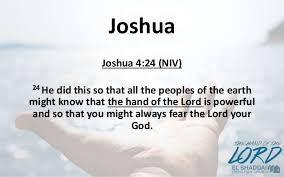 Joshua
Joshua 4:24 (NIV)
24 He did this so that all the peoples of the earth
might know that the hand of the Lord is powerful
and so that you might always fear the Lord your
God.
THE HAND OF THE
LORD
EL SHADDAI